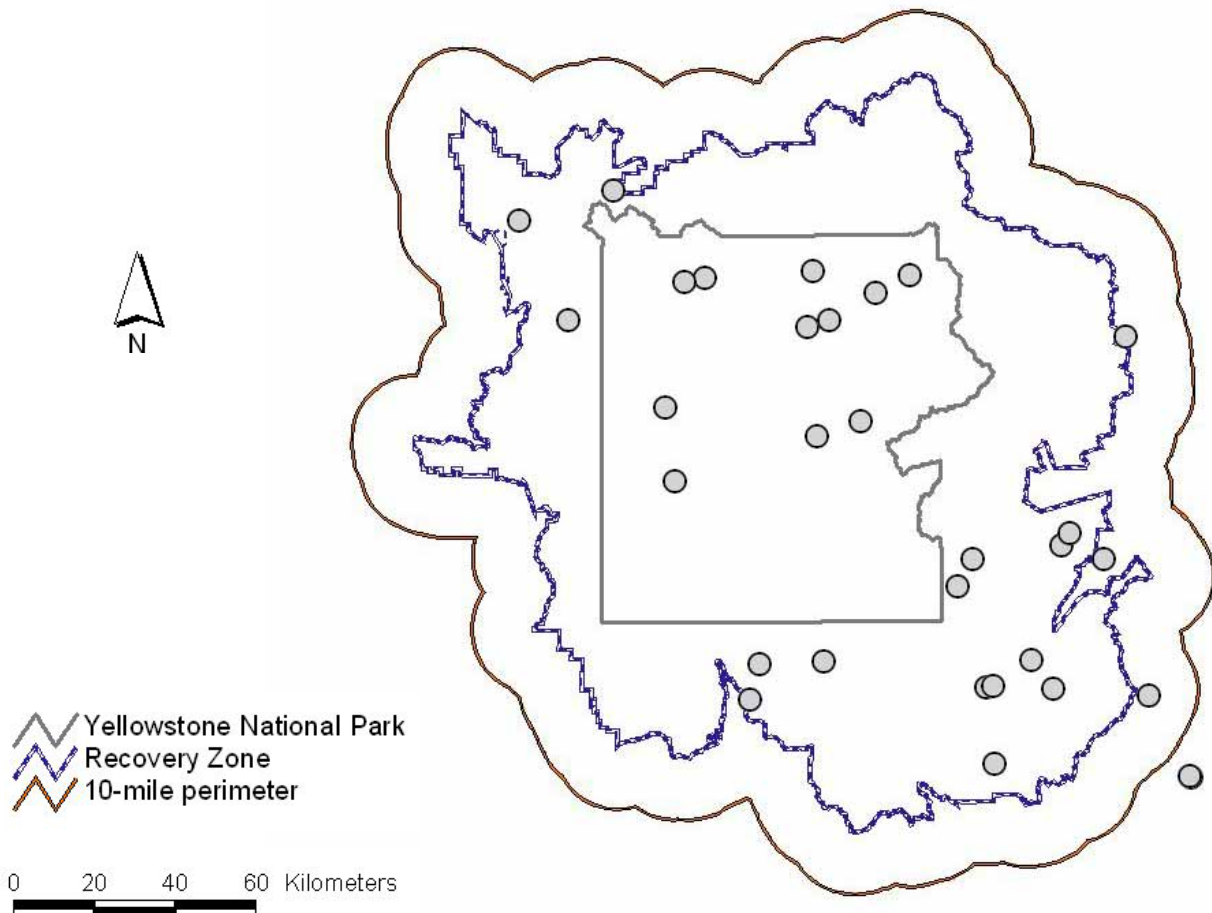 N
Yellowstone National Park
Recovery Zone
10-mile perimeter
0 20 40 60 Kilometers